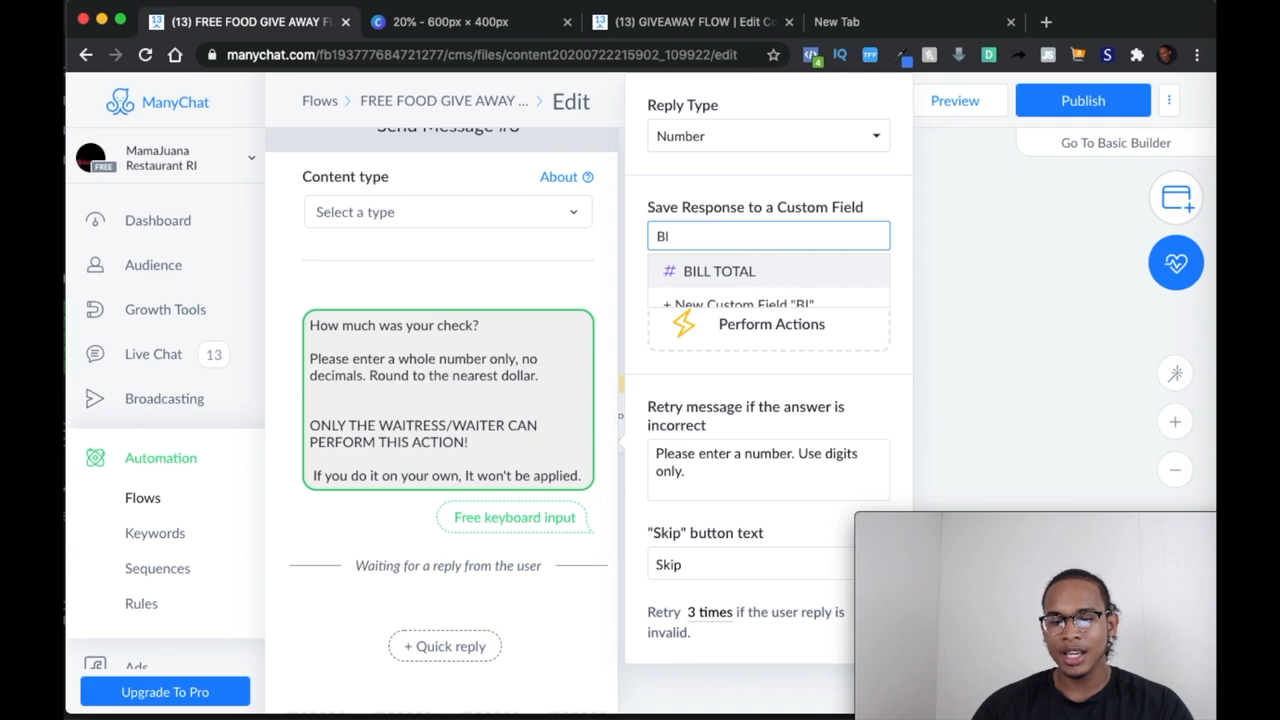 (13) FREE FOOD GIVE AWAY FL
20% - 600px × 400px
(13) GIVEAWAY FLOW | Edit Co
New Tab
manychat.com/fb193777684721277/cms/files/content20200722215902_109922/edit
ManyChat
Flows
FREE FOOD GIVE AWAY ...
Edit
Preview
Publish
Go To Basic Builder
MamaJuana
Restaurant RI
FREE
Dashboard
Audience
Growth Tools
Live Chat
13
Broadcasting
Automation
Flows
Keywords
Sequences
Rules
Ads
Upgrade To Pro
Send Message #8
Content type
About
Select a type
How much was your check?
Please enter a whole number only, no
decimals. Round to the nearest dollar.
ONLY THE WAITRESS/WAITER CAN
PERFORM THIS ACTION!
If you do it on your own, It won't be applied.
Free keyboard input
Waiting for a reply from the user
+ Quick reply
Reply Type
Number
Save Response to a Custom Field
BI
# BILL TOTAL
+ New Custom Field "BI"
Perform Actions
Retry message if the answer is
incorrect
Please enter a number. Use digits
only.
"Skip" button text
Skip
Retry 3 times if the user reply is
invalid.